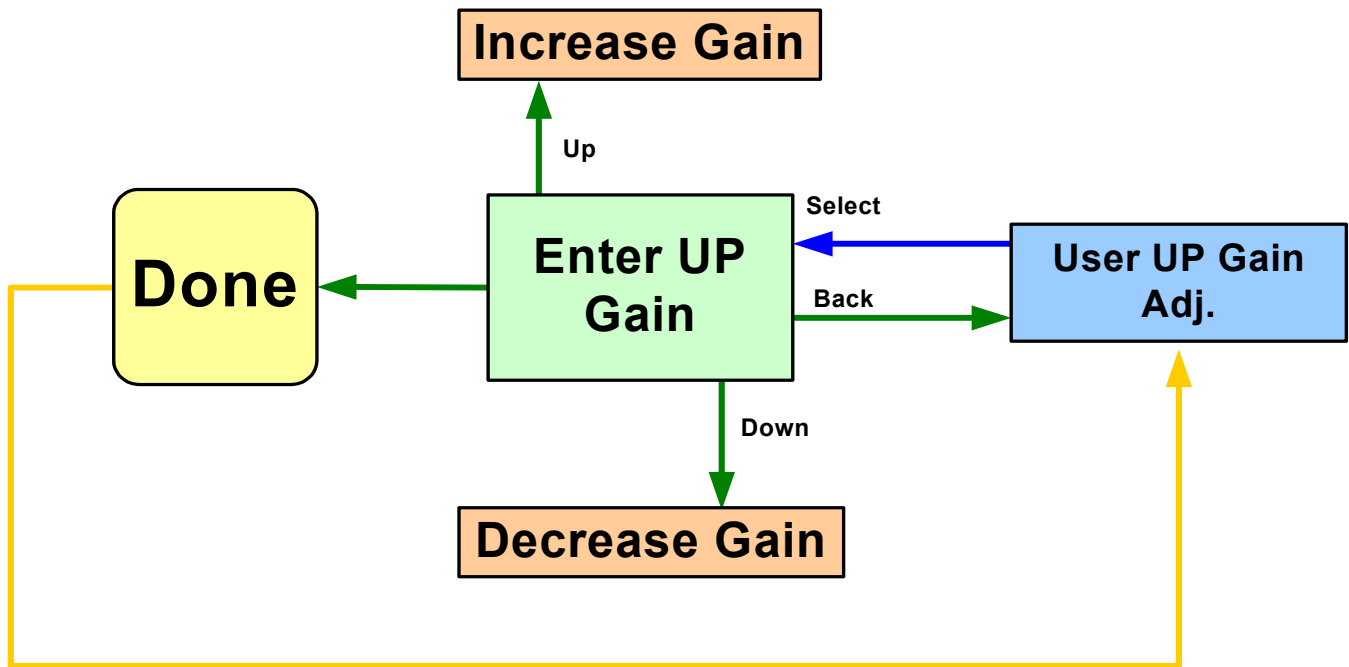 Increase Gain
Up
Select
Enter UP
Gain
User UP Gain
Adj.
Done
Back
Down
Decrease Gain